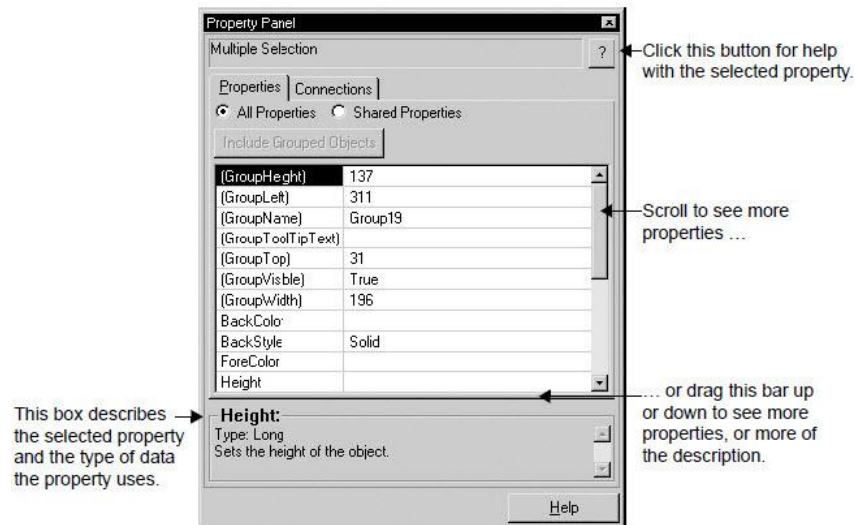 Property Panel
Multiple Selection
?
Click this button for help
with the selected property.
Properties
Connections
All Properties
Shared Properties
Include Grouped Objects
(GroupHeght) 137
(GroupLeft) 311
(GroupName) Group19
(GroupToolTipText)
(GroupTop) 31
(GroupVisble) True
(GroupWidth) 196
BackColor
BackStyle Solid
ForeColor
Height
Scroll to see more
properties ...
... or drag this bar up
or down to see more
properties, or more of
the description.
This box describes
the selected property
and the type of data
the property uses.
Height:
Type: Long
Sets the height of the object.
Help